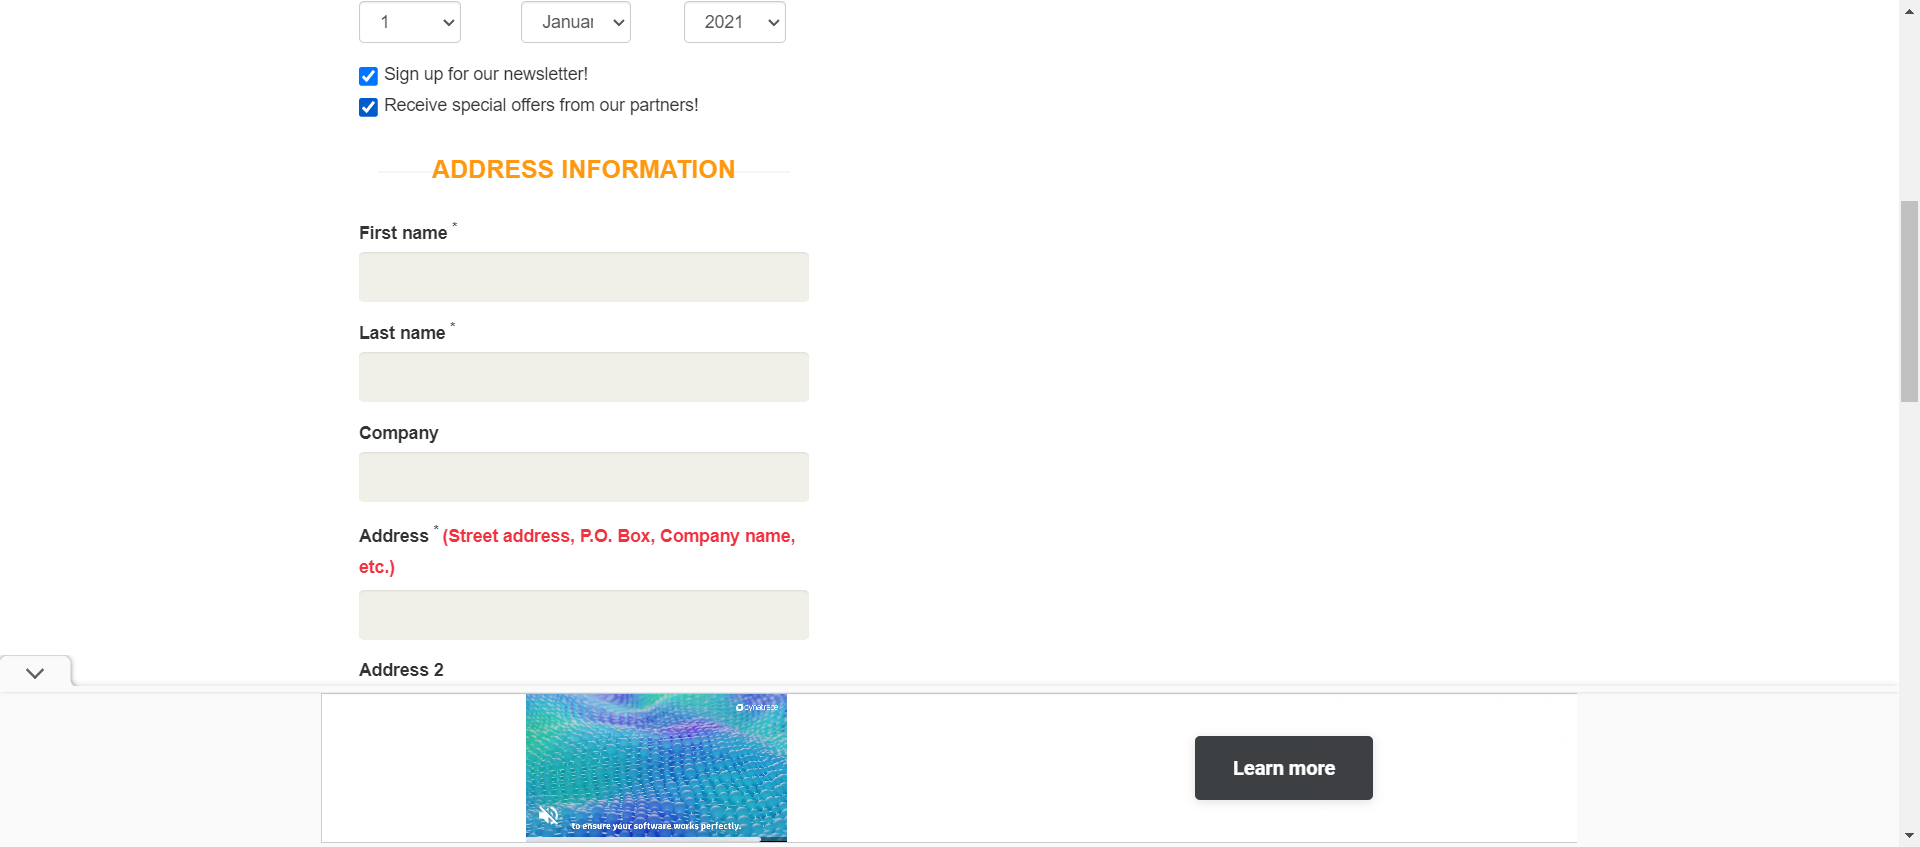 1 Januar 2021
Sign up for our newsletter!
Receive special offers from our partners!
ADDRESS INFORMATION
First name *
Last name *
Company
Address * (Street address, P.O. Box, Company name,
etc.)
Address 2
dynatrace
to ensure your software works perfectly.
Learn more